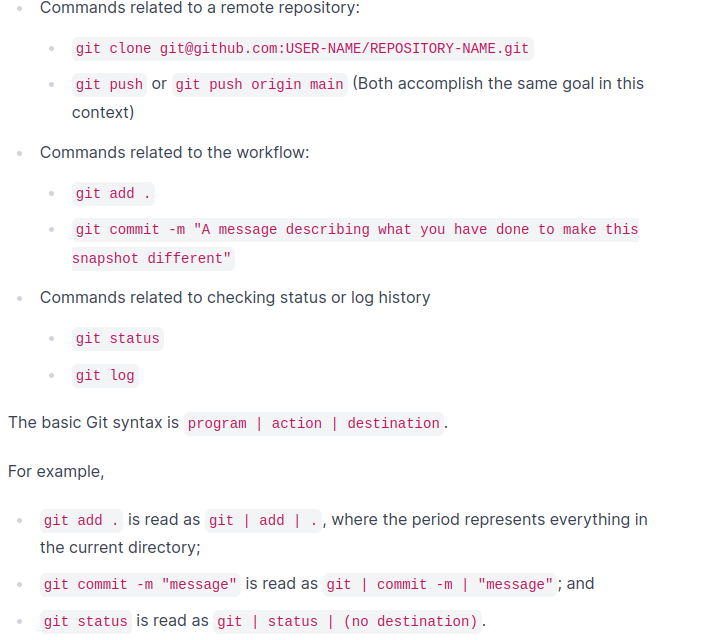 Commands related to a remote repository:
git clone git@github.com:USER-NAME/REPOSITORY-NAME.git
git push or git push origin main (Both accomplish the same goal in this
context)
Commands related to the workflow:
git add .
git commit -m "A message describing what you have done to make this
snapshot different"
Commands related to checking status or log history
git status
git log
The basic Git syntax is program | action | destination.
For example,
git add . is read as git | add | ., where the period represents everything in
the current directory;
git commit -m "message" is read as git | commit -m | "message"; and
git status is read as git | status | (no destination).